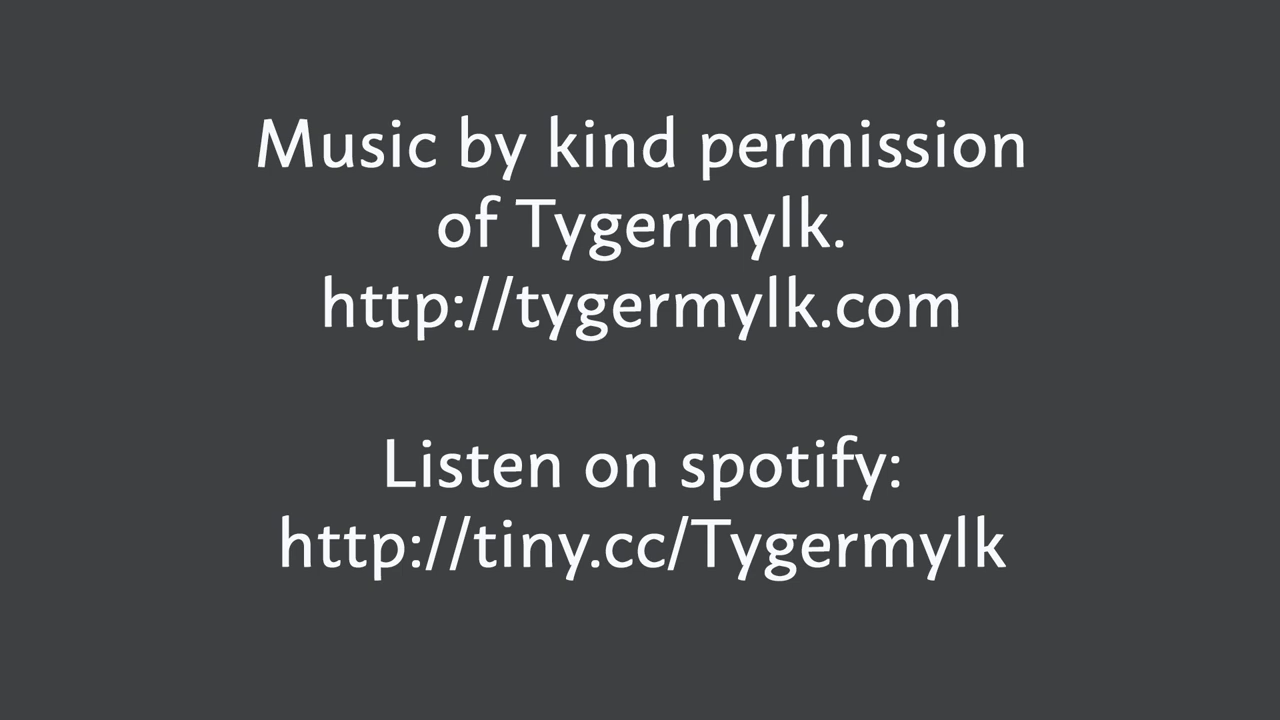 Music by kind permission
of Tygermylk.
http://tygermylk.com
Listen on spotify:
http://tiny.cc/Tygermylk